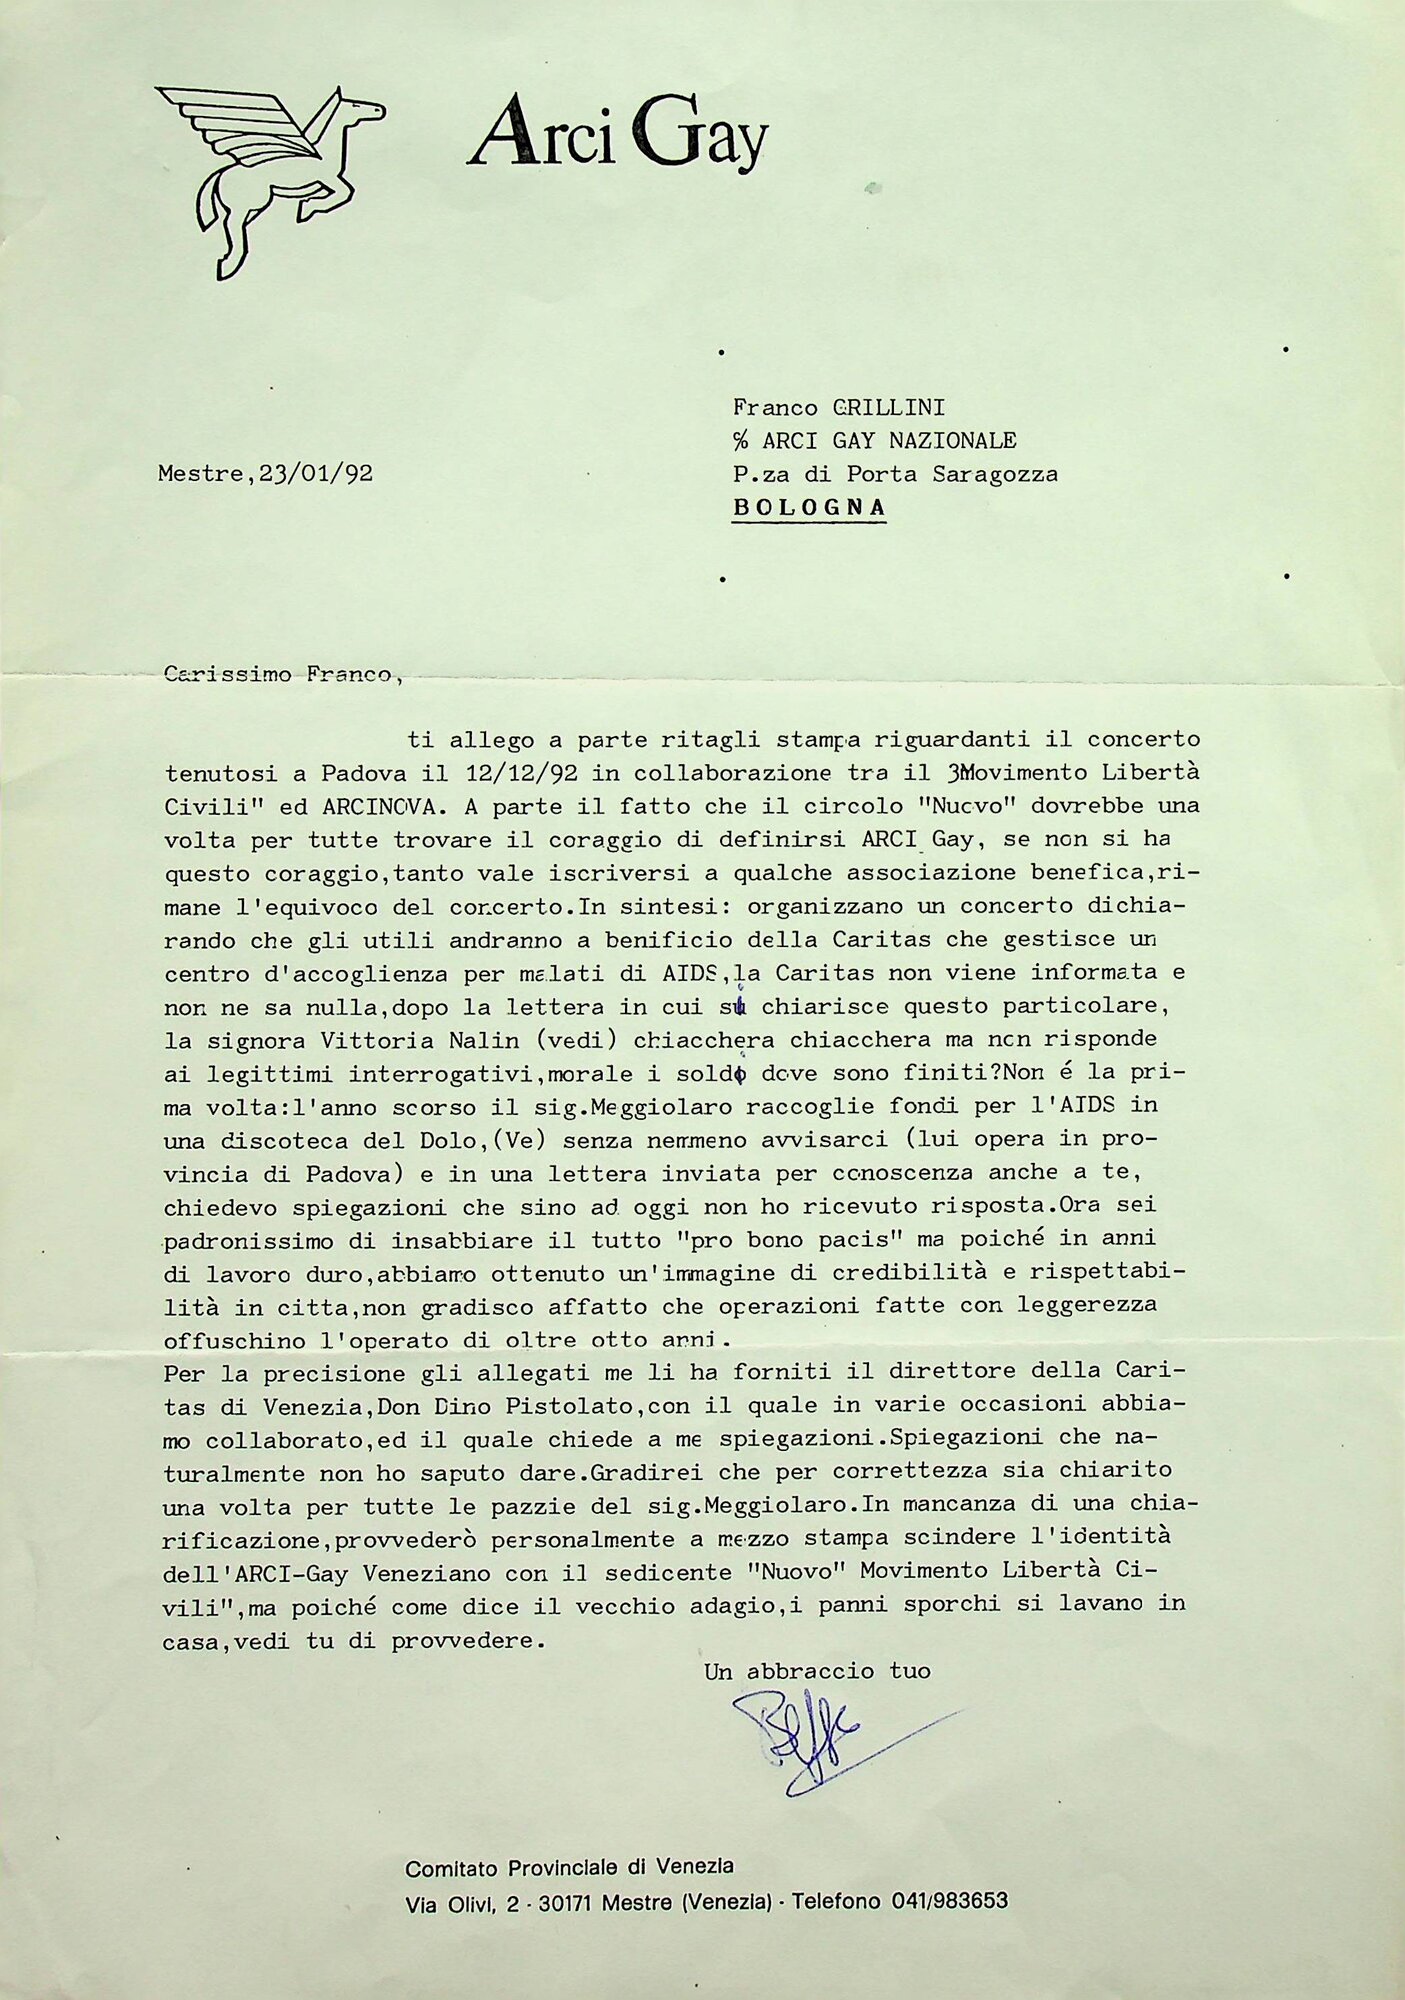 Arci Gay
Franco GRILLINI
℅ ARCI GAY NAZIONALE
Mestre,23/01/92
P.za di Porta Saragozza
BOLOGNA
Carissimo Franco,
ti allego a parte ritagli stampa riguardanti il concerto
tenutosi a Padova il 12/12/92 in collaborazione tra il 3Movimento Libertà
Civili" ed ARCINOVA. A parte il fatto che il circolo "Nuovo" dovrebbe una
volta per tutte trovare il coraggio di definirsi ARCI Gay, se non si ha
questo coraggio,tanto vale iscriversi a qualche associazione benefica,ri-
mane l'equivoco del concerto.In sintesi: organizzano un concerto dichia-
rando che gli utili andranno a benificio della Caritas che gestisce un
centro d'accoglienza per malati di AIDS,la Caritas non viene informata e
non ne sa nulla,dopo la lettera in cui si chiarisce questo particolare,
la signora Vittoria Nalin (vedi) chiacchera chiacchera ma non risponde
ai legittimi interrogativi,morale i soldi dove sono finiti?Non é la pri-
ma volta:l'anno scorso il sig.Meggiolaro raccoglie fondi per l'AIDS in
una discoteca del Dolo,(Ve) senza nemmeno avvisarci (lui opera in pro-
vincia di Padova) e in una lettera inviata per conoscenza anche a te,
chiedevo spiegazioni che sino ad oggi non ho ricevuto risposta.Ora sei
padronissimo di insabbiare il tutto "pro bono pacis" ma poiché in anni
di lavoro duro,abbiamo ottenuto un'immagine di credibilità e rispettabi-
lità in citta,non gradisco affatto che operazioni fatte con leggerezza
offuschino l'operato di oltre otto anni.
Per la precisione gli allegati me li ha forniti il direttore della Cari-
tas di Venezia,Don Dino Pistolato,con il quale in varie occasioni abbia-
mo collaborato,ed il quale chiede a me spiegazioni.Spiegazioni che na-
turalmente non ho saputo dare.Gradirei che per correttezza sia chiarito
una volta per tutte le pazzie del sig.Meggiolaro.In mancanza di una chia-
rificazione,provvederò personalmente a mezzo stampa scindere l'identità
dell'ARCI-Gay Veneziano con il sedicente "Nuovo" Movimento Libertà Ci-
vili",ma poiché come dice il vecchio adagio,i panni sporchi si lavano in
casa,vedi tu di provvedere.
Un abbraccio tuo
Comitato Provinciale di Venezia
Via Olivi, 2 - 30171 Mestre (Venezia) - Telefono 041/983653